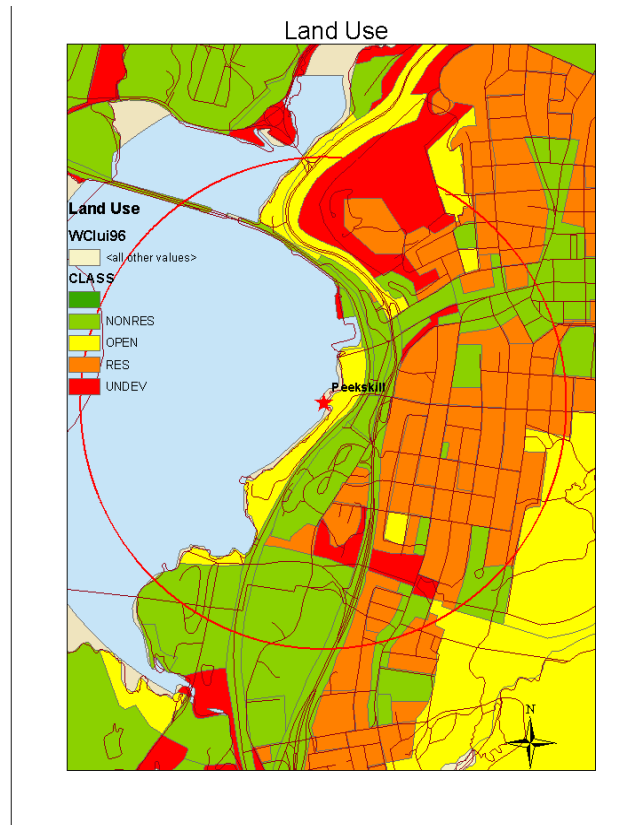 Land Use
Land Use
WClui96
<all other values>
CLASS
NONRES
OPEN
RES
UNDEV
Peekskill
N